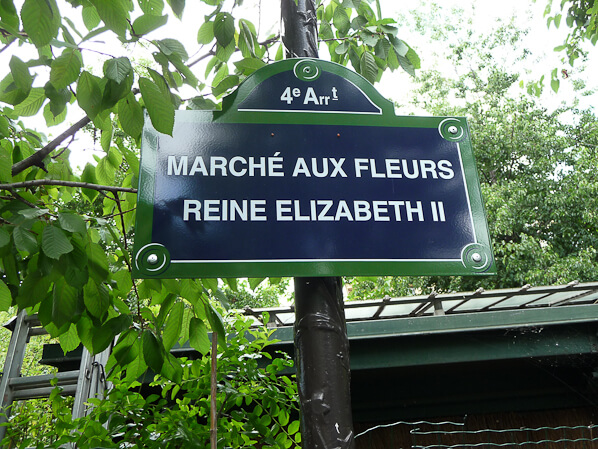 4e Arrt
MARCHÉ AUX FLEURS
REINE ELIZABETH II